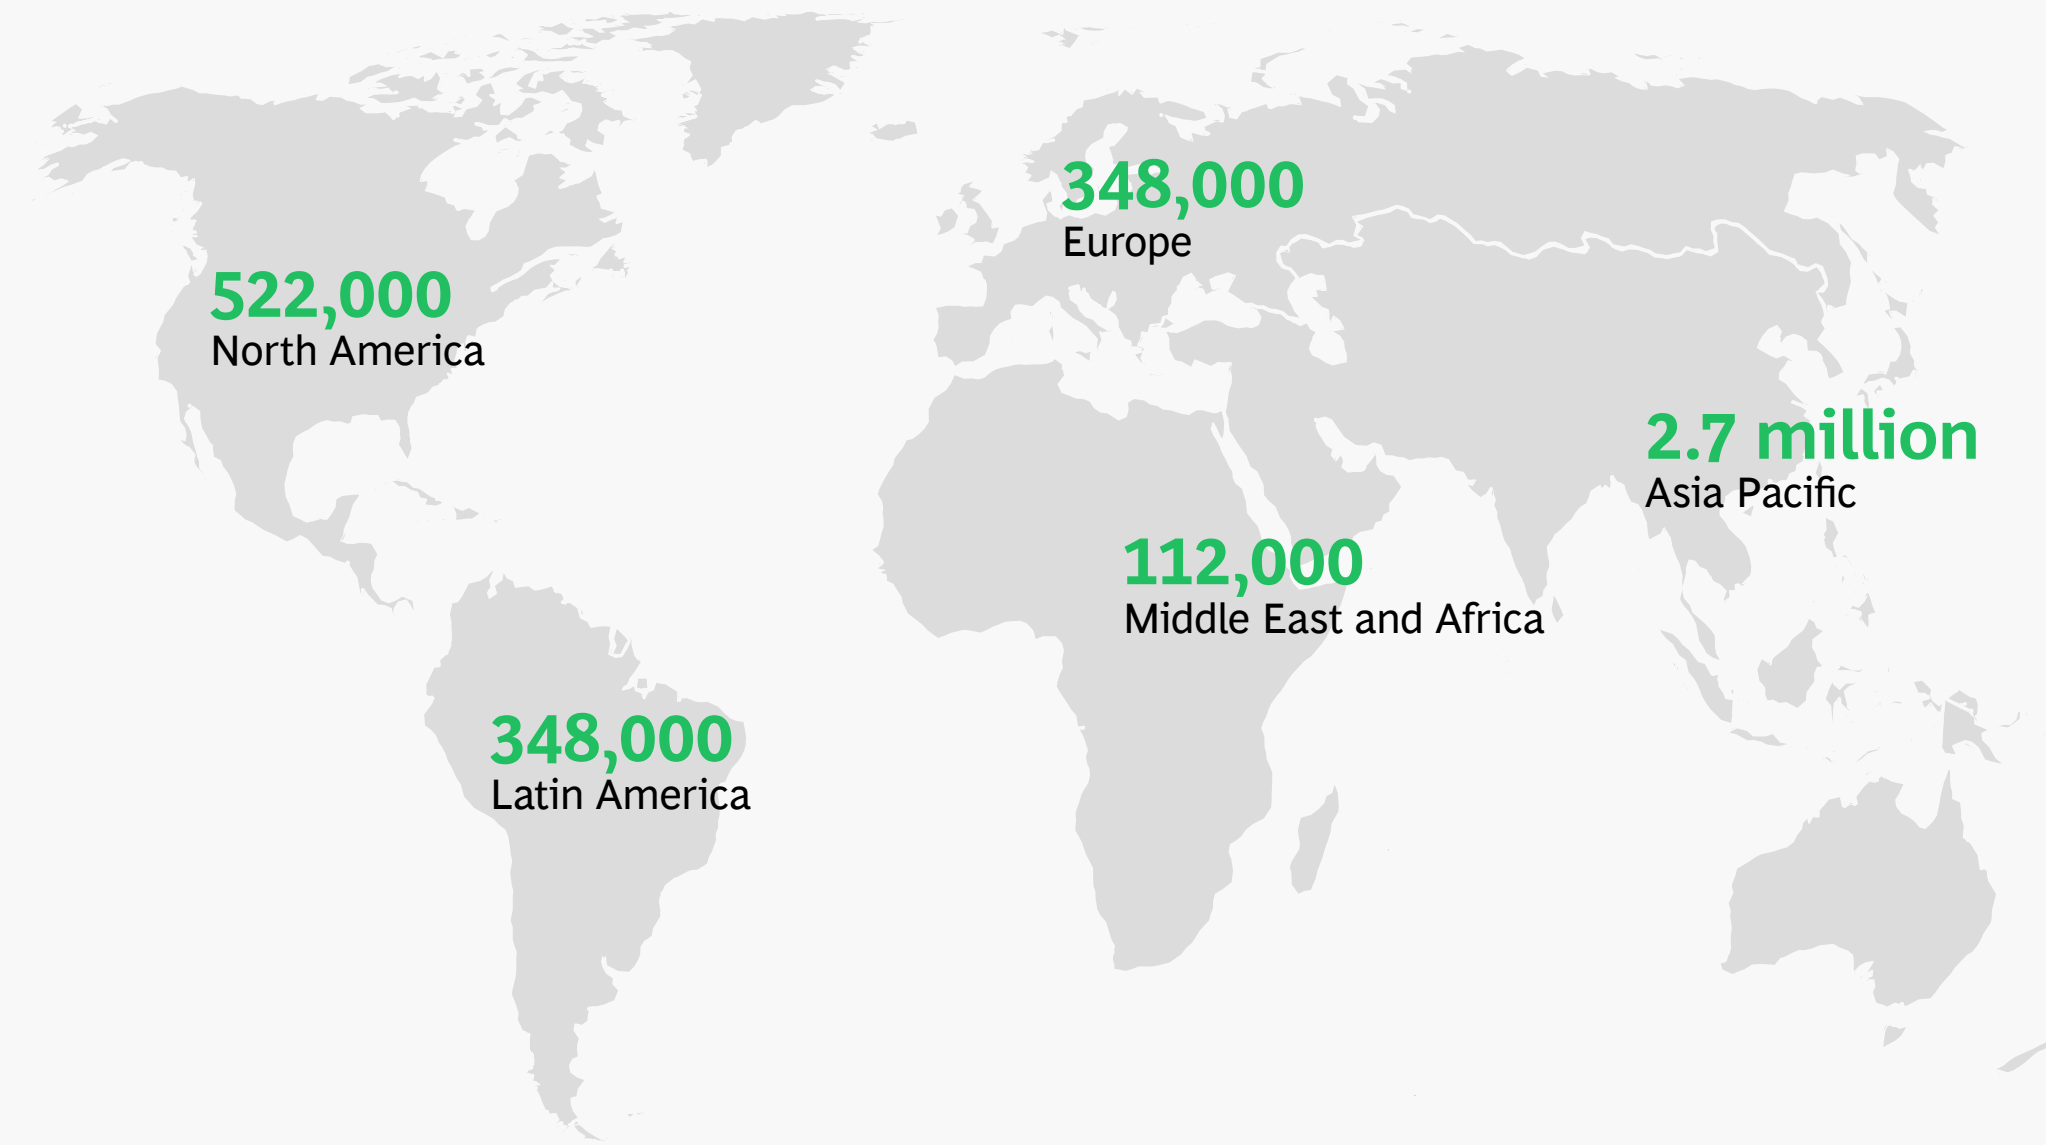 348,000
Europe
522,000
North America
2.7 million
Asia Pacific
112,000
Middle East and Africa
348,000
Latin America